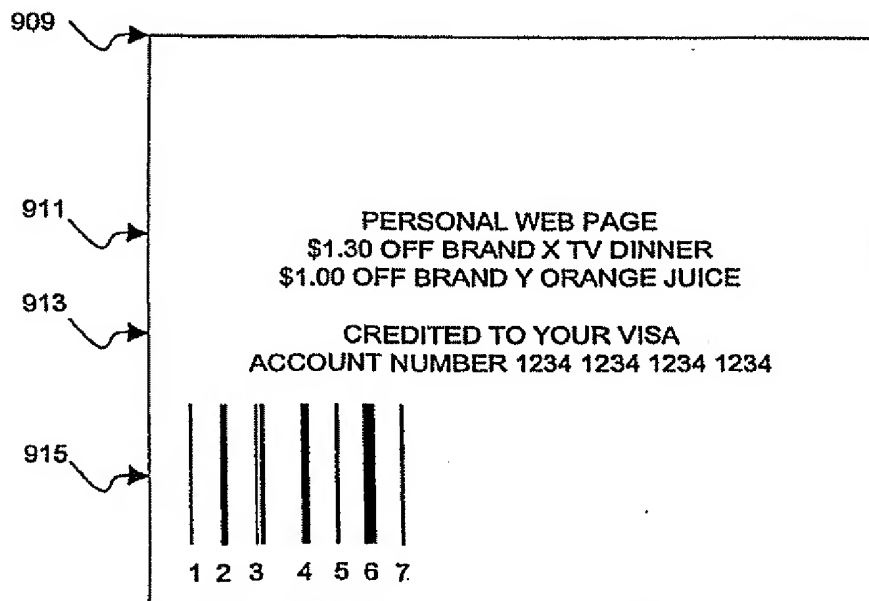 909
911
PERSONAL WEB PAGE
$1.30 OFF BRAND X TV DINNER
$1.00 OFF BRAND Y ORANGE JUICE
913
CREDITED TO YOUR VISA
ACCOUNT NUMBER 1234 1234 1234 1234
915
1 2 3 4 5 6 7